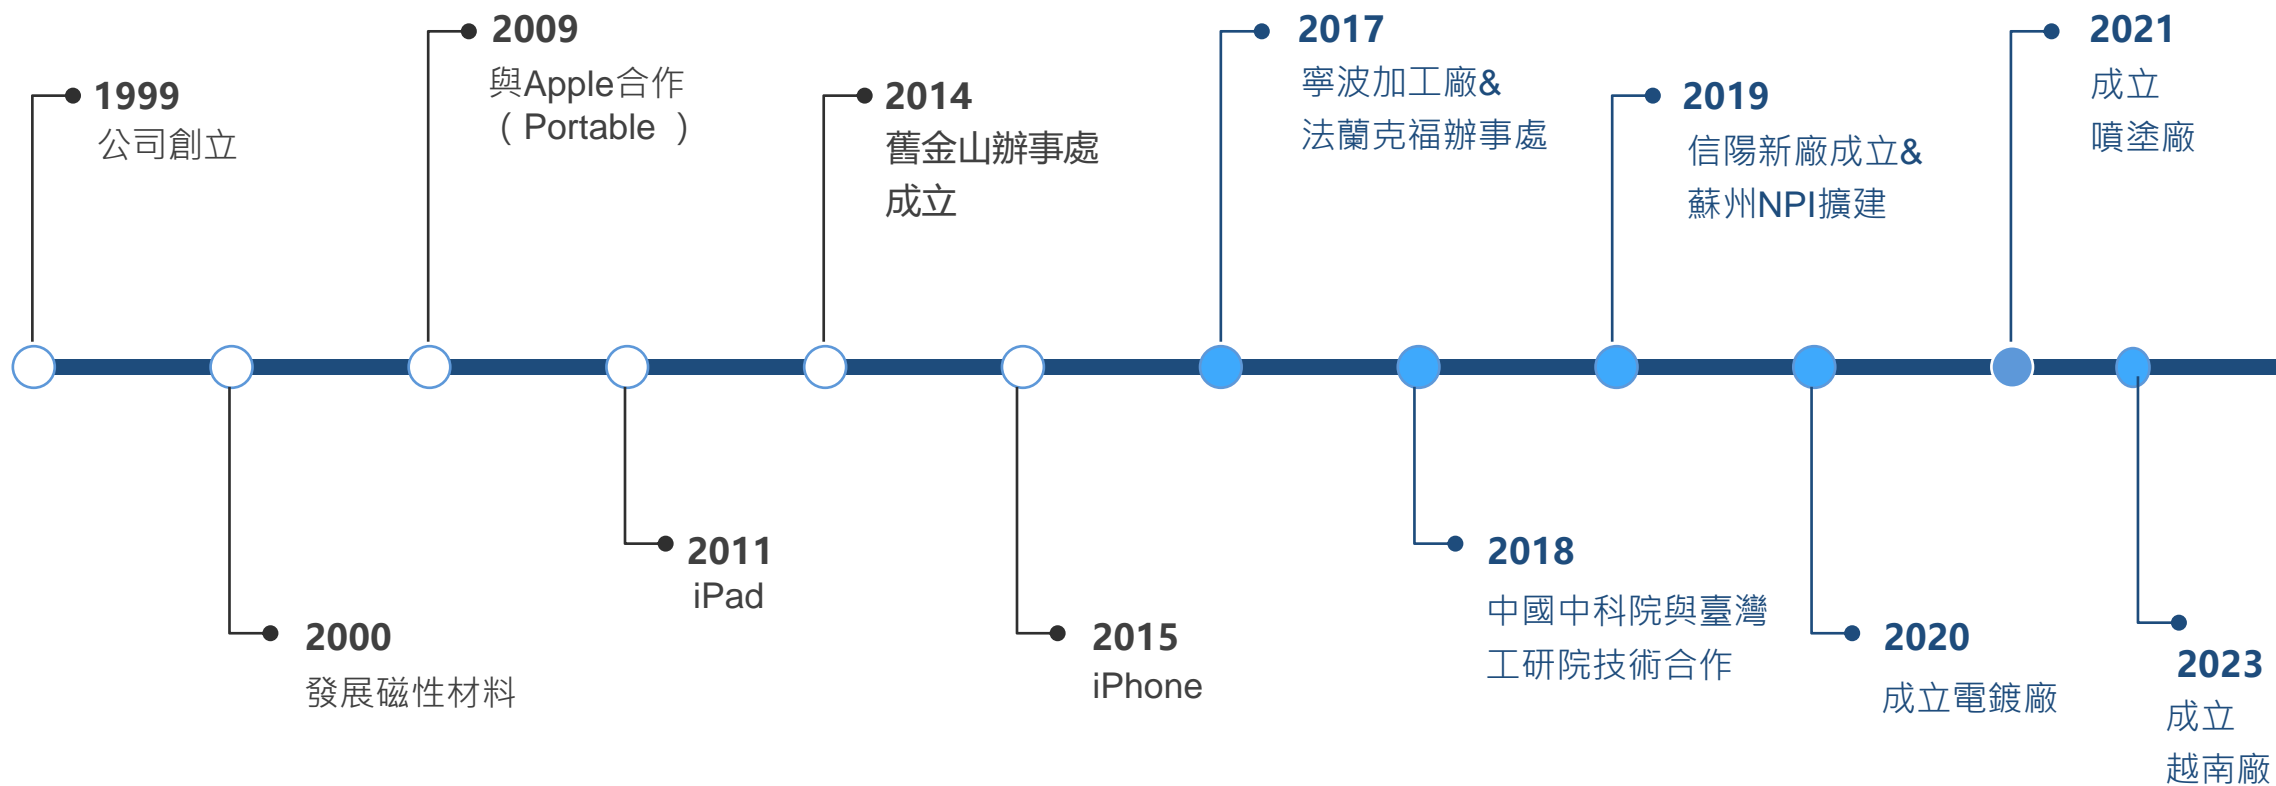 1999
公司創立
2000
發展磁性材料
2009
與Apple合作
（Portable ）
2011
iPad
2014
舊金山辦事處
成立
2015
iPhone
2017
寧波加工廠&
法蘭克福辦事處
2018
中國中科院與臺灣
工研院技術合作
2019
信陽新廠成立&
蘇州NPI擴建
2020
成立電鍍廠
2021
成立
噴塗廠
2023
成立
越南廠